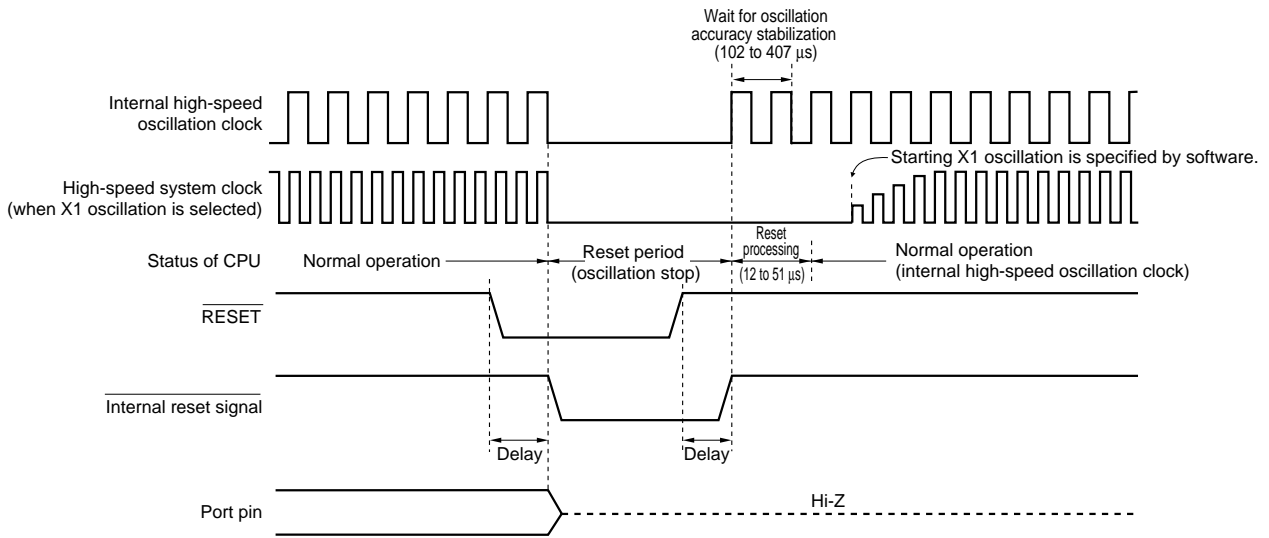 Wait for oscillation
accuracy stabilization
(102 to 407 μs)
Internal high-speed
oscillation clock
Starting X1 oscillation is specified by software.
High-speed system clock
(when X1 oscillation is selected)
Status of CPU
Normal operation
Reset period
(oscillation stop)
Reset
processing
(12 to 51 μs)
Normal operation
(internal high-speed oscillation clock)
RESET
Internal reset signal
Delay
Delay
Port pin
Hi-Z